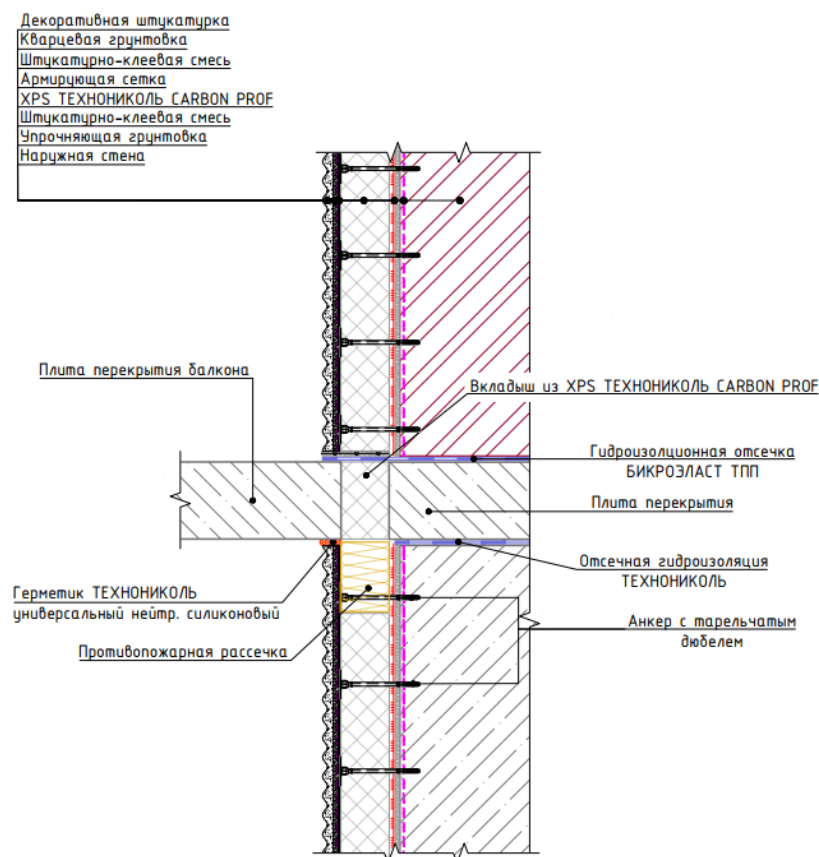 Декоративная штукатурка
Кварцевая грунтовка
Штукатурно-клеевая смесь
Армирующая сетка
XPS ТЕХНОНИКОЛЬ CARBON PROF
Штукатурно-клеевая смесь
Упрочняющая грунтовка
Наружная стена
Плита перекрытия балкона
Вкладыш из XPS ТЕХНОНИКОЛЬ CARBON PROF
Гидроизолционная отсечка
БИКРОЭЛАСТ ТПП
Плита перекрытия
Отсечная гидроизоляция
ТЕХНОНИКОЛЬ
Герметик ТЕХНОНИКОЛЬ
универсальный нейтр. силиконовый
Анкер с тарельчатым
дюбелем
Противопожарная рассечка